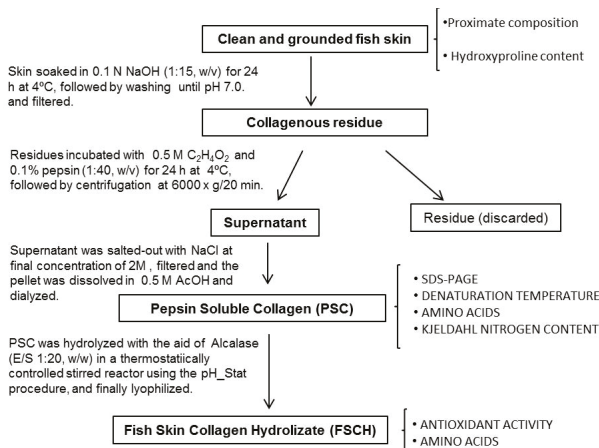 Clean and grounded fish skin
•Proximate composition
• Hydroxyproline content
Skin soaked in 0.1 N NaOH (1:15, w/v) for 24
h at 4ºC, followed by washing until pH 7.0.
and filtered.
Collagenous residue
Residues incubated with 0.5 M C₂H₄O₂ and
0.1% pepsin (1:40, w/v) for 24 h at 4ºC,
followed by centrifugation at 6000 x g/20 min.
Supernatant
Residue (discarded)
Supernatant was salted-out with NaCl at
final concentration of 2M , filtered and the
pellet was dissolved in 0.5 M AcOH and
dialyzed.
Pepsin Soluble Collagen (PSC)
• SDS-PAGE
• DENATURATION TEMPERATURE
• AMINO ACIDS
• KJELDAHL NITROGEN CONTENT
PSC was hydrolyzed with the aid of Alcalase
(E/S 1:20, w/w) in a thermostatiically
controlled stirred reactor using the pH_Stat
procedure, and finally lyophilized.
Fish Skin Collagen Hydrolizate (FSCH)
• ANTIOXIDANT ACTIVITY
• AMINO ACIDS